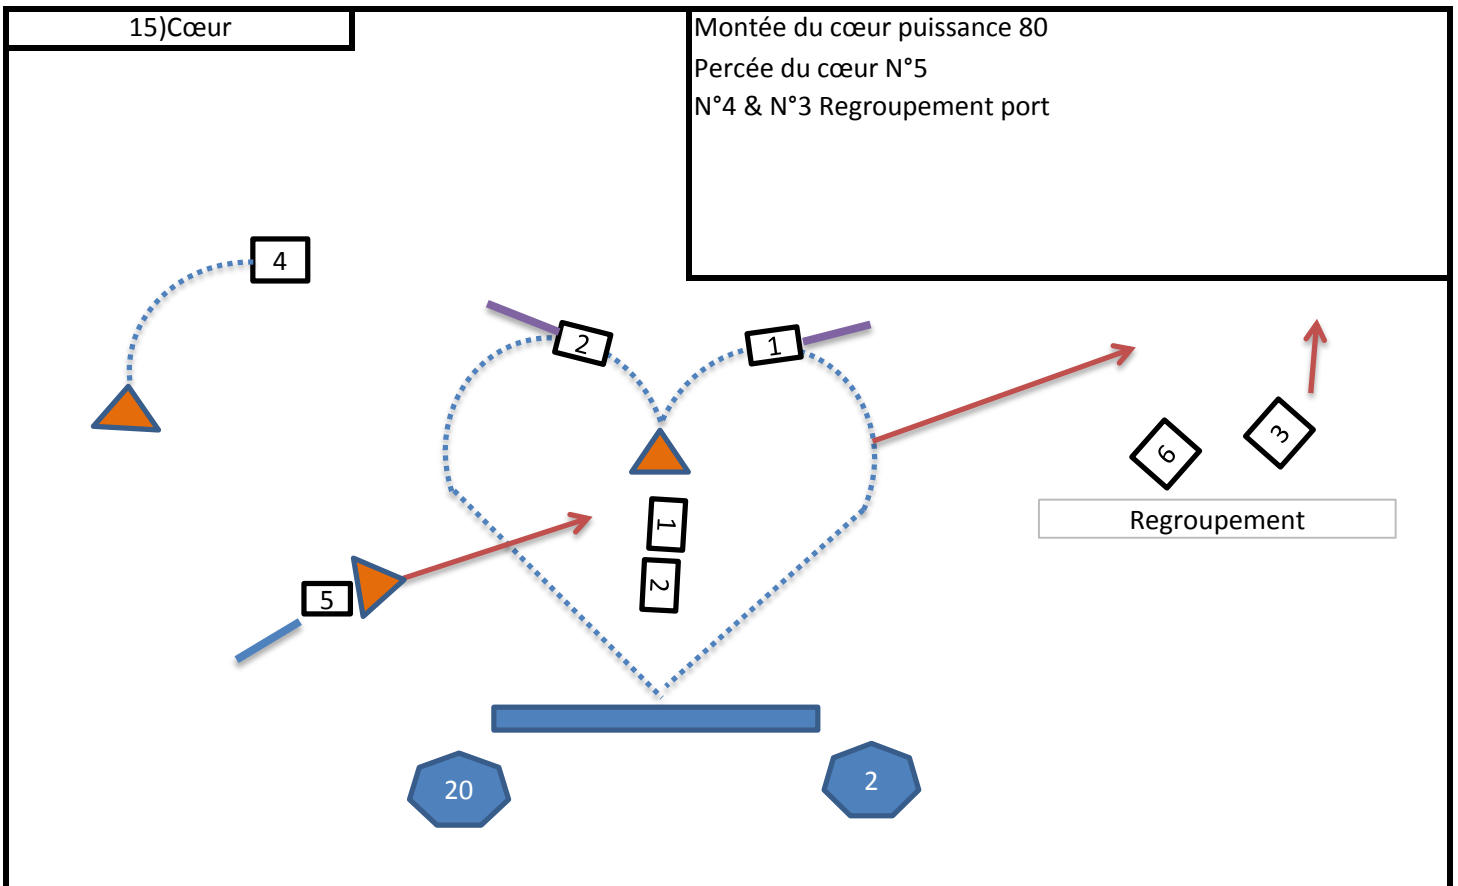 15)Cœur
Montée du cœur puissance 80
Percée du cœur N°5
N°4 & N°3 Regroupement port
4
2
1
3
6
Regroupement
1
2
5
20
2